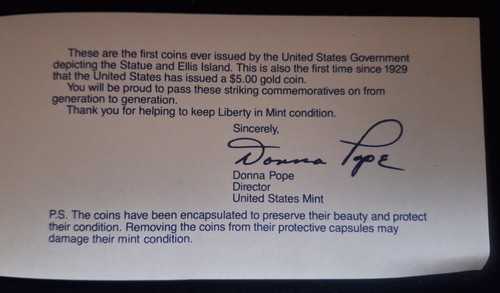 These are the first coins ever issued by the United States Government
depicting the Statue and Ellis Island. This is also the first time since 1929
that the United States has issued a $5.00 gold coin.
You will be proud to pass these striking commemoratives on from
generation to generation.
Thank you for helping to keep Liberty in Mint condition.
Sincerely,
Donna Pope
Donna Pope
Director
United States Mint
P.S. The coins have been encapsulated to preserve their beauty and protect
their condition. Removing the coins from their protective capsules may
damage their mint condition.